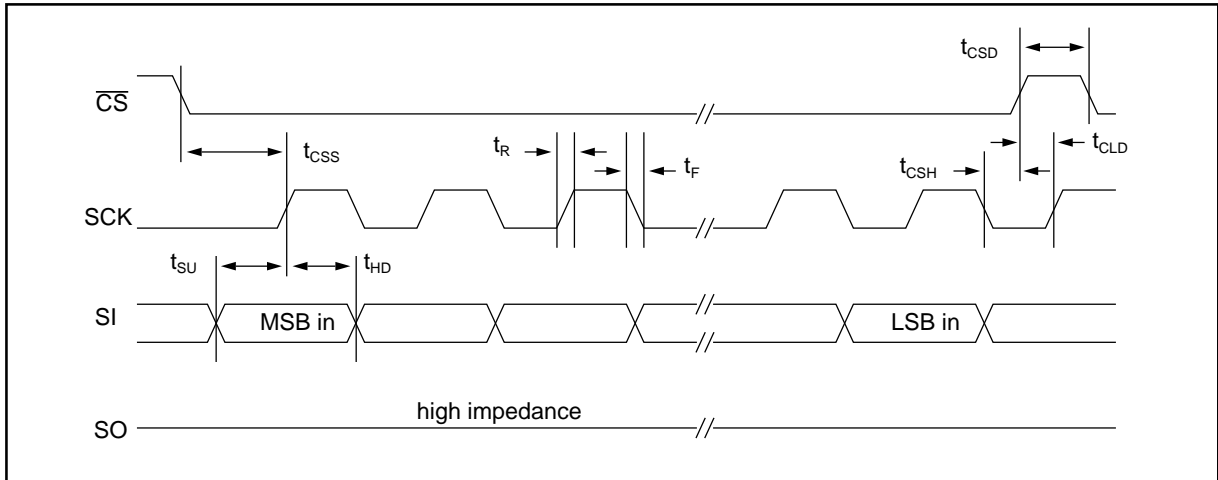 tCSD
CS
tCSS
tR
tF
tCSH
tCLD
SCK
tSU
tHD
SI
MSB in
LSB in
high impedance
SO